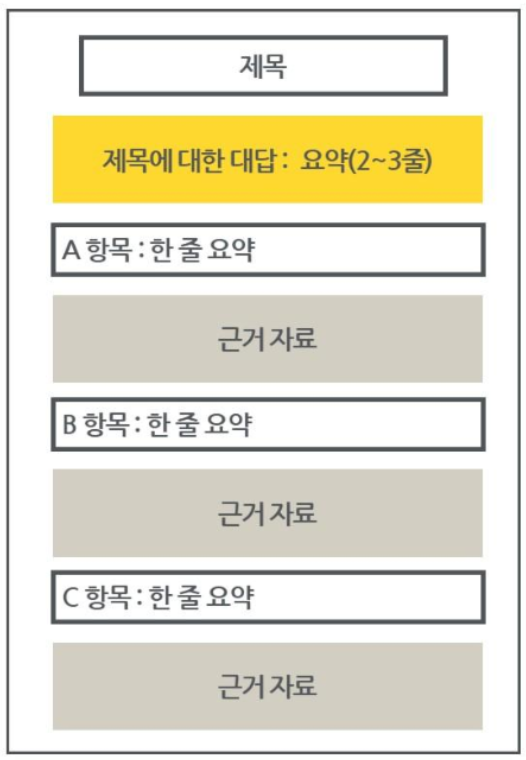 제목
제목에 대한 대답 : 요약(2~3줄)
A 항목 : 한 줄 요약
근거 자료
B 항목 : 한 줄 요약
근거 자료
C 항목 : 한 줄 요약
근거 자료